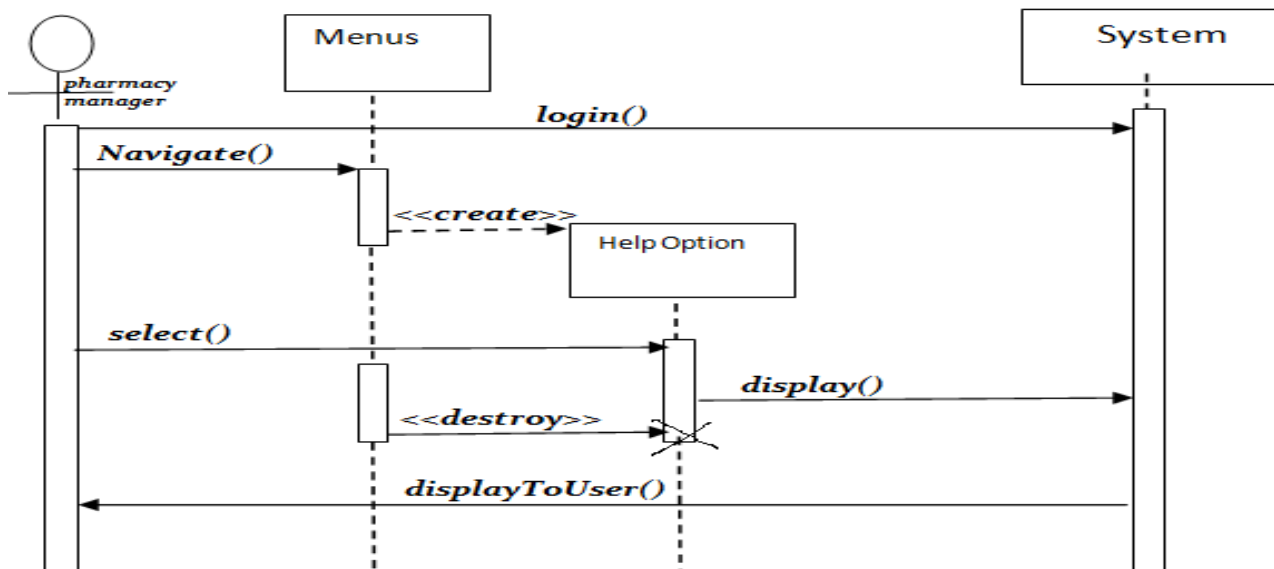 Menus
System
pharmacy
manager
login()
Navigate()
<<create>>
Help Option
select()
display()
<<destroy>>
displayToUser()